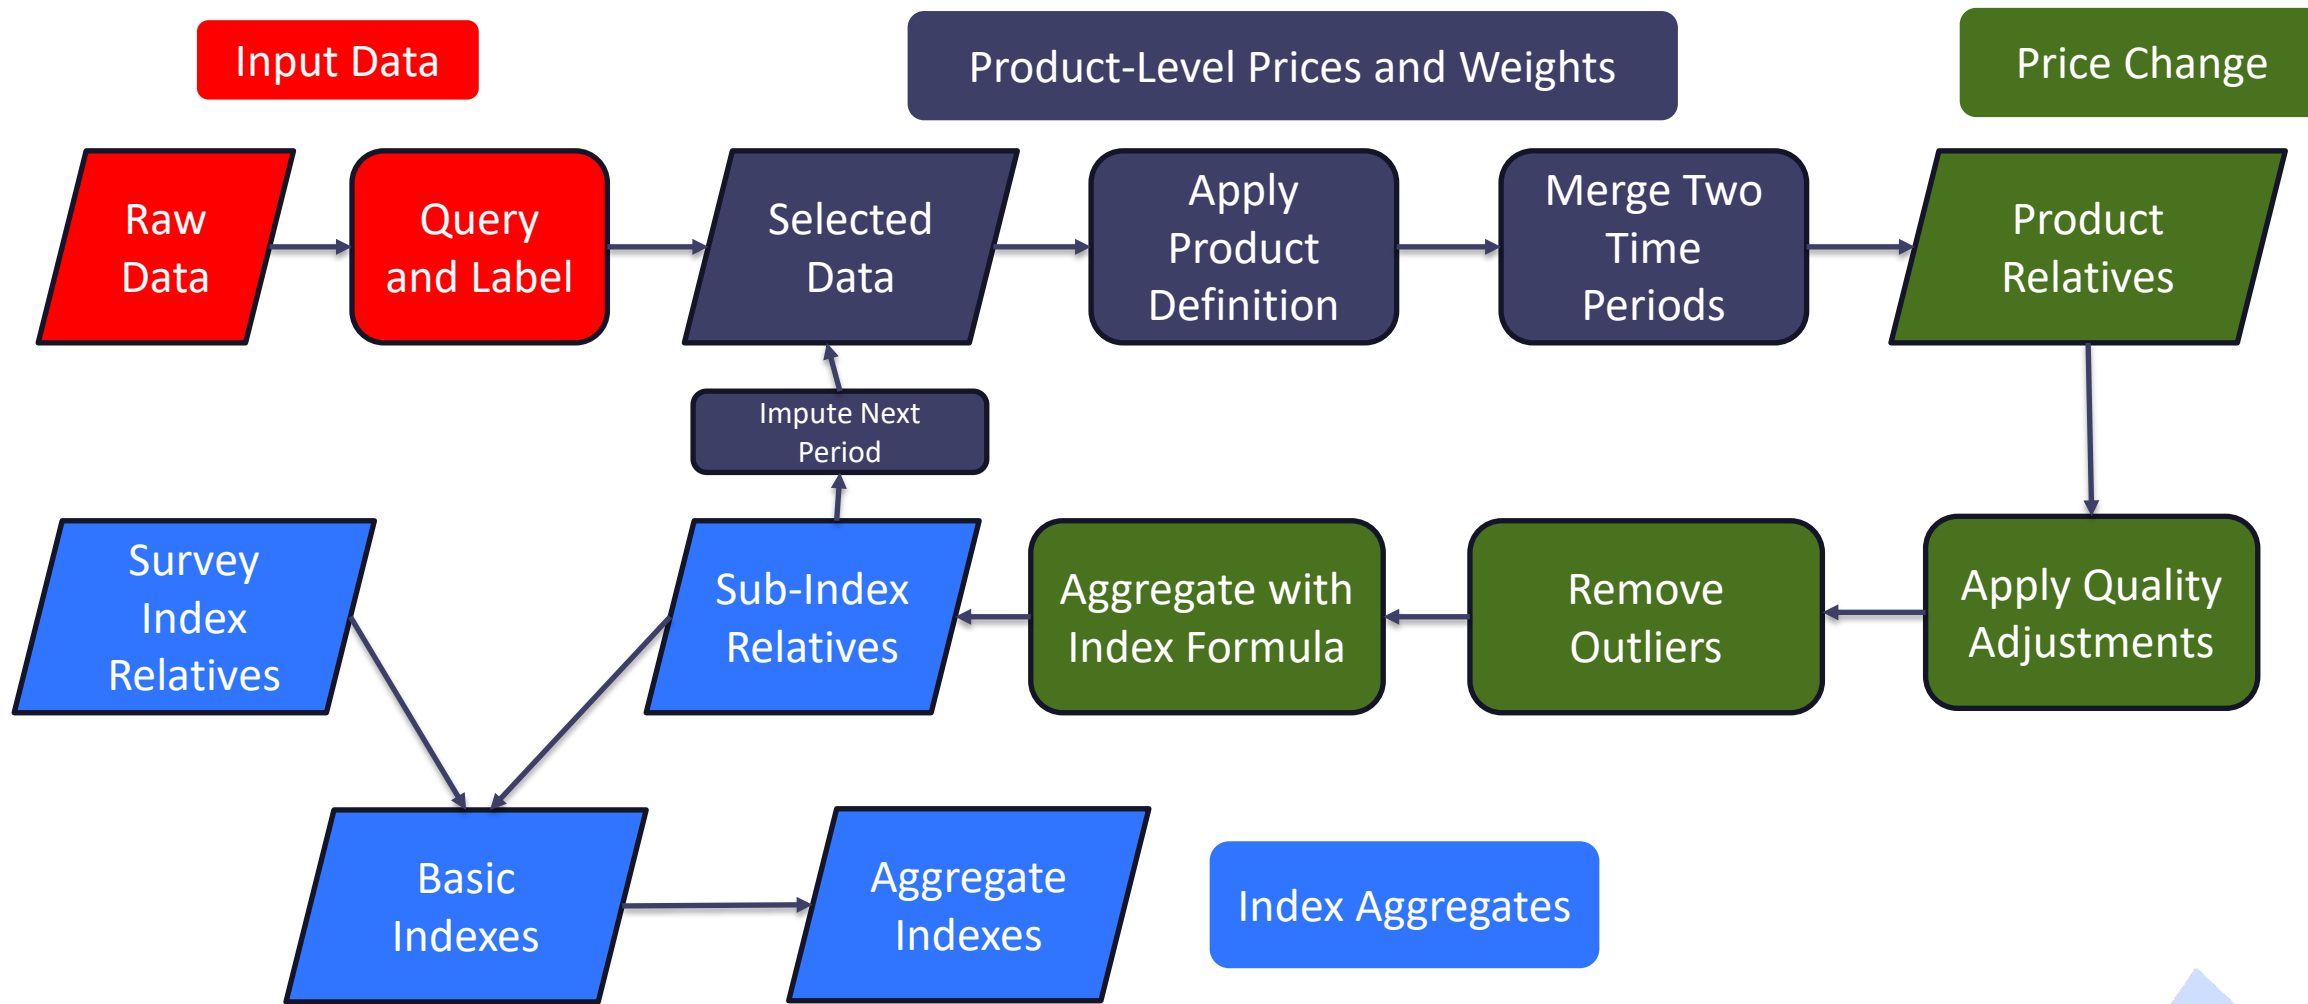 Input Data
Product-Level Prices and Weights
Price Change
Raw
Data
Query
and Label
Selected
Data
Apply
Product
Definition
Merge Two
Time
Periods
Product
Relatives
Impute Next
Period
Survey
Index
Relatives
Sub-Index
Relatives
Aggregate with
Index Formula
Remove
Outliers
Apply Quality
Adjustments
Basic
Indexes
Aggregate
Indexes
Index Aggregates